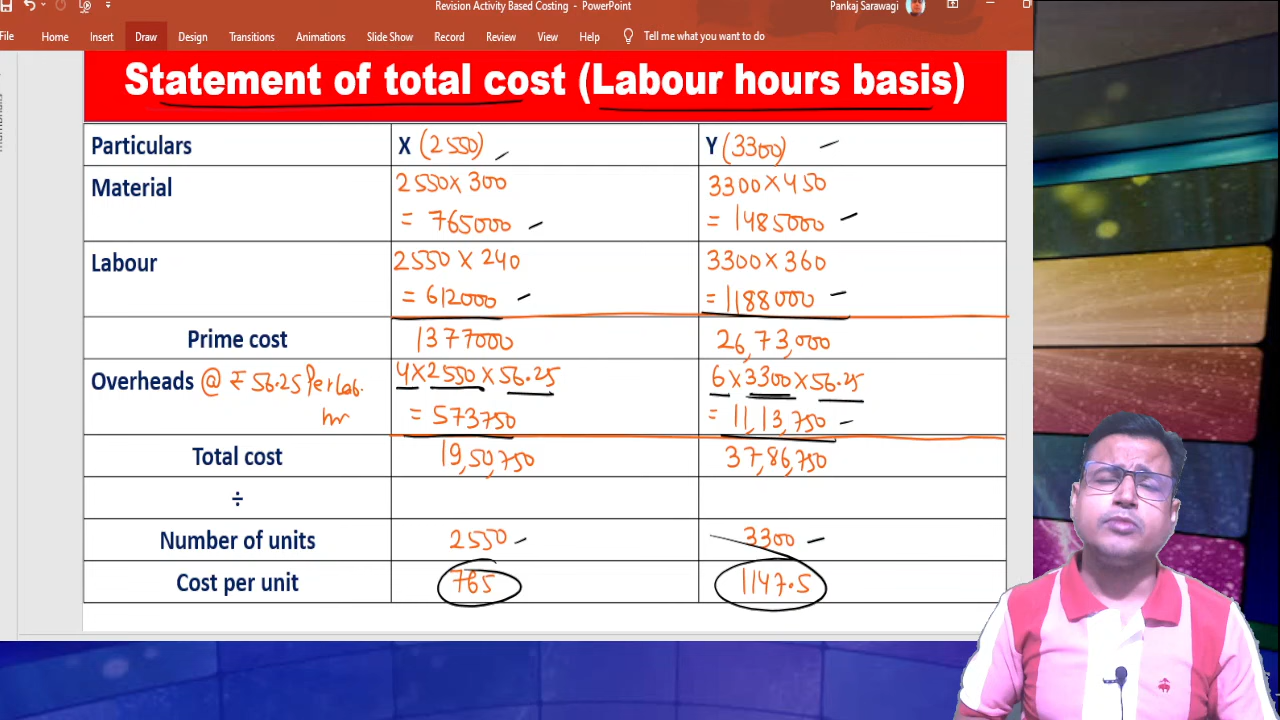 Revision Activity Based Costing - PowerPoint
Pankaj Sarawagi
File Home Insert Draw Design Transitions Animations Slide Show Record Review View Help Tell me what you want to do
Statement of total cost (Labour hours basis)
Particulars X (2550) Y (3300)
Material 2550 x 300 3300 x 450
= 765000 = 1485000
Labour 2550 x 240 3300 x 360
= 612000 = 1188000
Prime cost 1377000 26,73,000
Overheads @ ₹ 56.25 Per Lab. 4 x 2550 x 56.25 6 x 3300 x 56.25
hr = 573750 = 11,13,750
Total cost 19,50,750 37,86,750
÷
Number of units 2550 3300
Cost per unit 765 1147.5